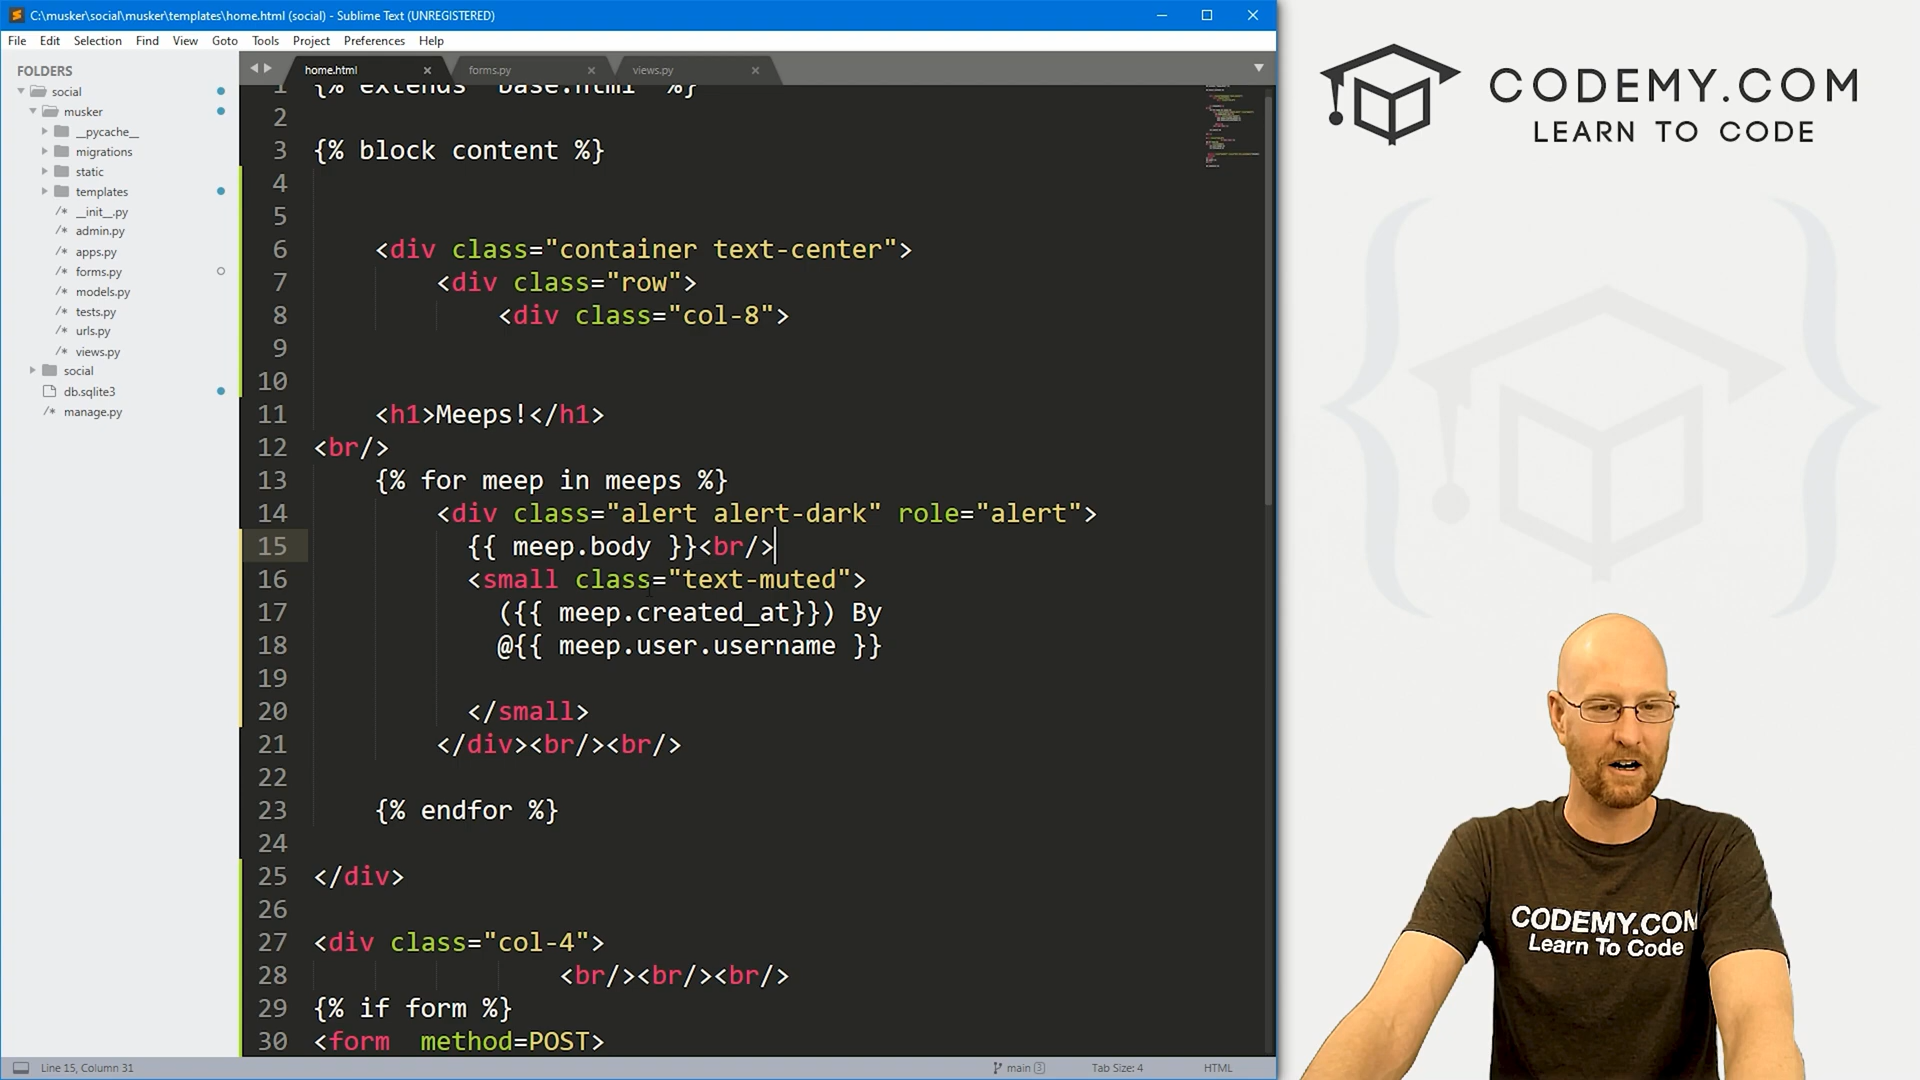 C:\musker\social\musker\templates\home.html (social) - Sublime Text (UNREGISTERED)
File Edit Selection Find View Goto Tools Project Preferences Help
FOLDERS
social
musker
__pycache__
migrations
static
templates
/* __init__.py
/* admin.py
/* apps.py
/* forms.py
/* models.py
/* tests.py
/* urls.py
/* views.py
social
db.sqlite3
/* manage.py
home.html forms.py views.py
1 {% extends "base.html" %}
2
3 {% block content %}
4
5
6 <div class="container text-center">
7 <div class="row">
8 <div class="col-8">
9
10
11 <h1>Meeps!</h1>
12 <br/>
13 {% for meep in meeps %}
14 <div class="alert alert-dark" role="alert">
15 {{ meep.body }}<br/>
16 <small class="text-muted">
17 ({{ meep.created_at}}) By
18 @{{ meep.user.username }}
19
20 </small>
21 </div><br/><br/>
22
23 {% endfor %}
24
25 </div>
26
27 <div class="col-4">
28 <br/><br/><br/>
29 {% if form %}
30 <form method=POST>
Line 15, Column 31 main 3 Tab Size: 4 HTML
CODEMY.COM
LEARN TO CODE
CODEMY.COM
Learn To Code